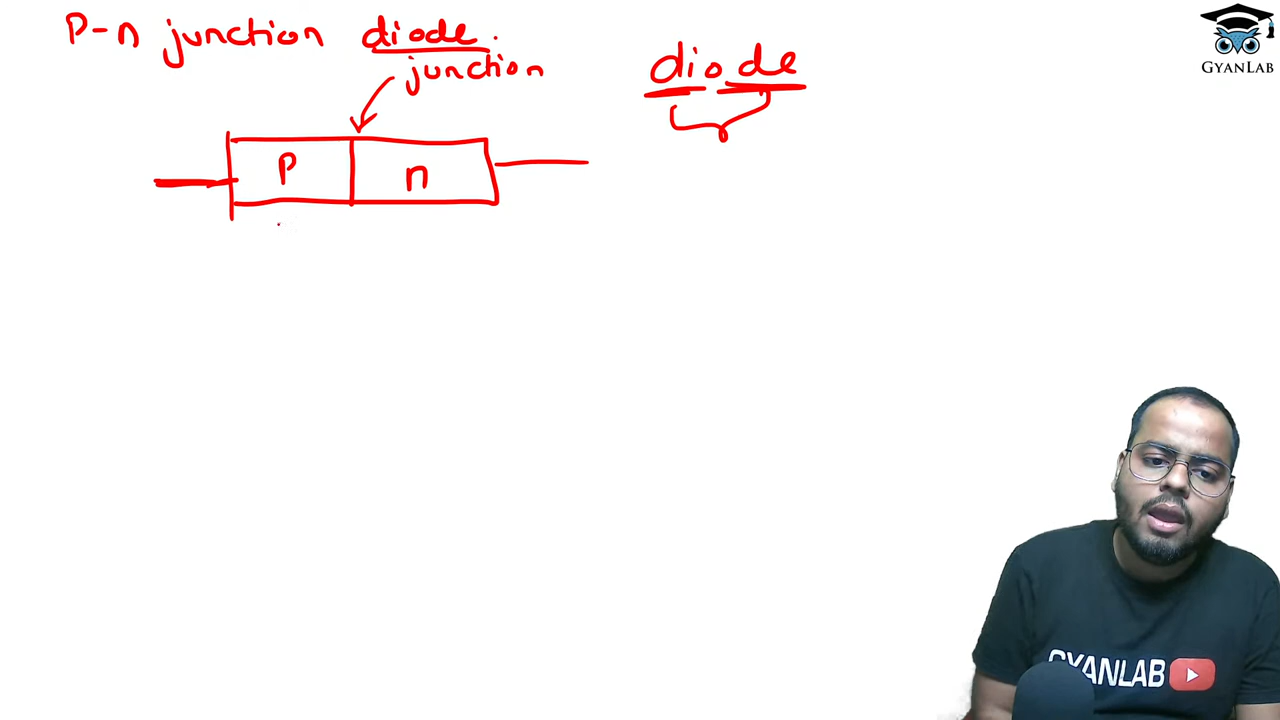 P-n junction diode.
junction
diode
p n
GYANLAB
GYANLAB